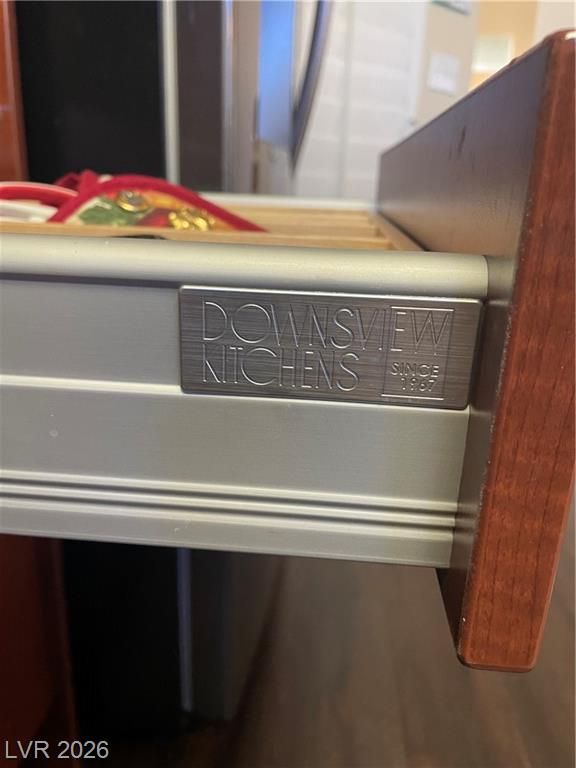 DOWNSVIEW
KITCHENS
SINCE
1967
LVR 2026